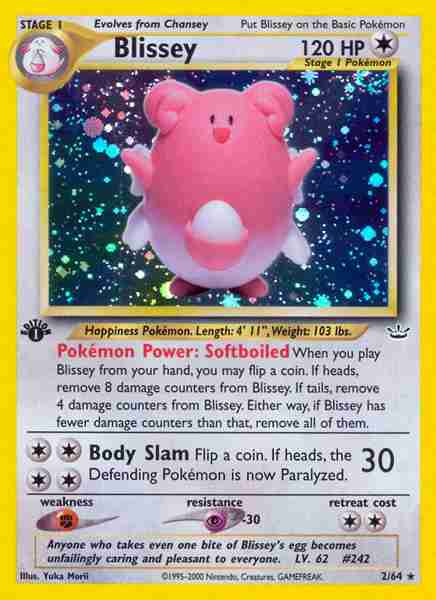 STAGE 1 Evolves from Chansey Put Blissey on the Basic Pokémon
Blissey 120 HP
Stage 1 Pokémon
EDITION 1
Happiness Pokémon. Length: 4' 11", Weight: 103 lbs.
Pokémon Power: Softboiled When you play
Blissey from your hand, you may flip a coin. If heads,
remove 8 damage counters from Blissey. If tails, remove
4 damage counters from Blissey. Either way, if Blissey has
fewer damage counters than that, remove all of them.
Body Slam Flip a coin. If heads, the
Defending Pokémon is now Paralyzed. 30
weakness resistance retreat cost
-30
Anyone who takes even one bite of Blissey's egg becomes
unfailingly caring and pleasant to everyone. LV. 62 #242
Illus. Yuka Morii ©1995-2000 Nintendo, Creatures, GAMEFREAK. 2/64 ★